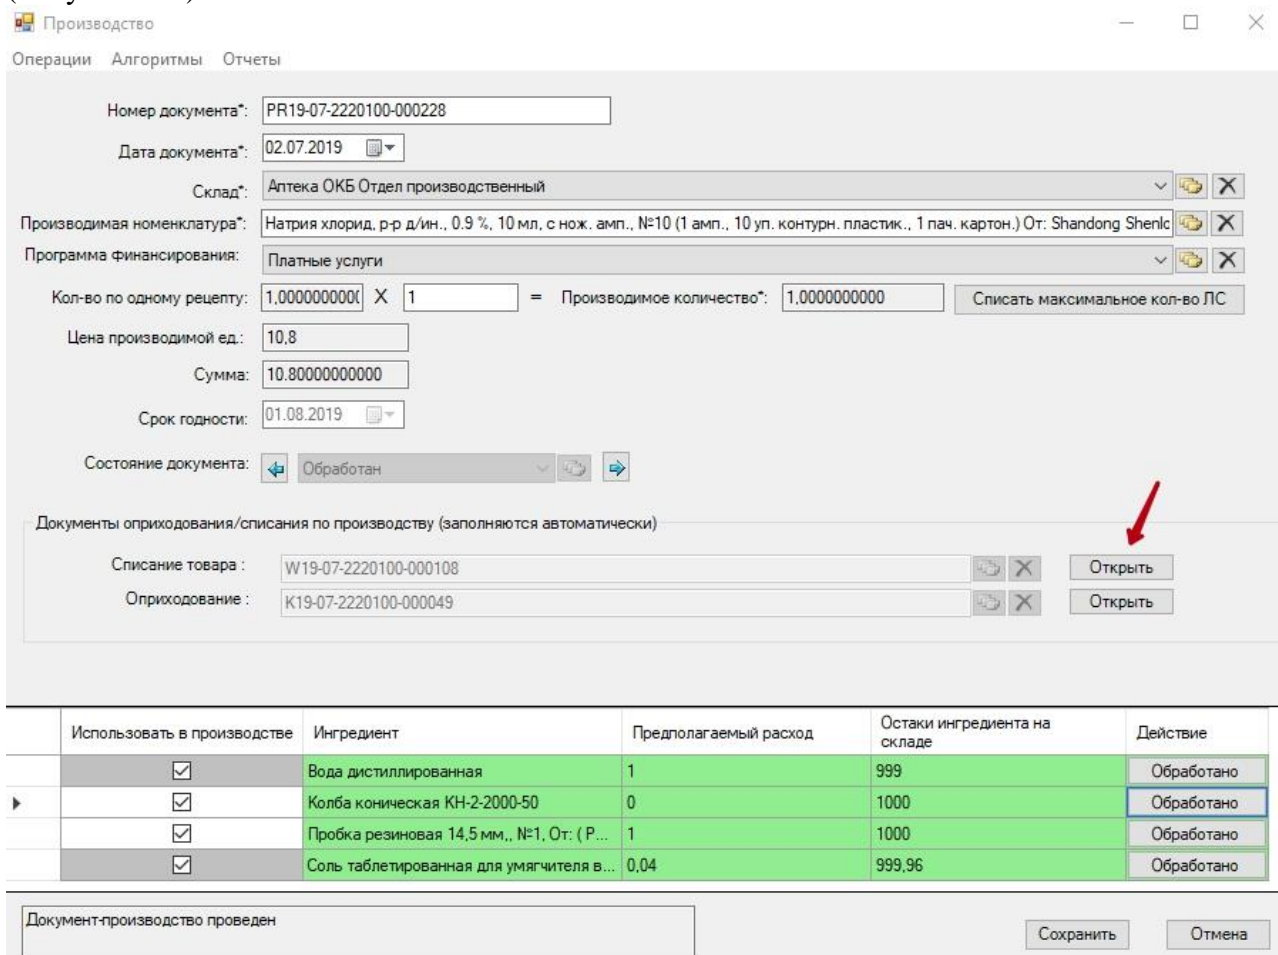 Производство
Операции Алгоритмы Отчеты
Номер документа*: PR19-07-2220100-000228
Дата документа*: 02.07.2019
Склад*: Аптека ОКБ Отдел производственный
Производимая номенклатура*: Натрия хлорид, р-р д/ин., 0.9 %, 10 мл, с нож. амп., №10 (1 амп., 10 уп. контурн. пластик., 1 пач. картон.) От: Shandong Shenlc
Программа Финансирования: Платные услуги
Кол-во по одному рецепту: 1,000000000( X 1 = Производимое количество*: 1,0000000000 Списать максимальное кол-во ЛС
Цена производимой ед.: 10,8
Сумма: 10.80000000000
Срок годности: 01.08.2019
Состояние документа: Обработан
Документы оприходования/списания по производству (заполняются автоматически)
Списание товара : W19-07-2220100-000108 Открыть
Оприходование : K19-07-2220100-000049 Открыть
Использовать в производстве Ингредиент Предполагаемый расход Остаки ингредиента на складе Действие
Вода дистиллированная 1 999 Обработано
Колба коническая КН-2-2000-50 0 1000 Обработано
Пробка резиновая 14,5 мм,, №1, От: ( Р... 1 1000 Обработано
Соль таблетированная для умягчителя в... 0,04 999,96 Обработано
Документ-производство проведен
Сохранить Отмена